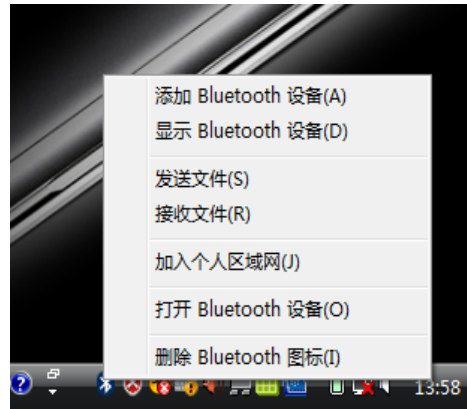 添加 Bluetooth 设备(A)
显示 Bluetooth 设备(D)
发送文件(S)
接收文件(R)
加入个人区域网(J)
打开 Bluetooth 设备(O)
删除 Bluetooth 图标(I)
13:58